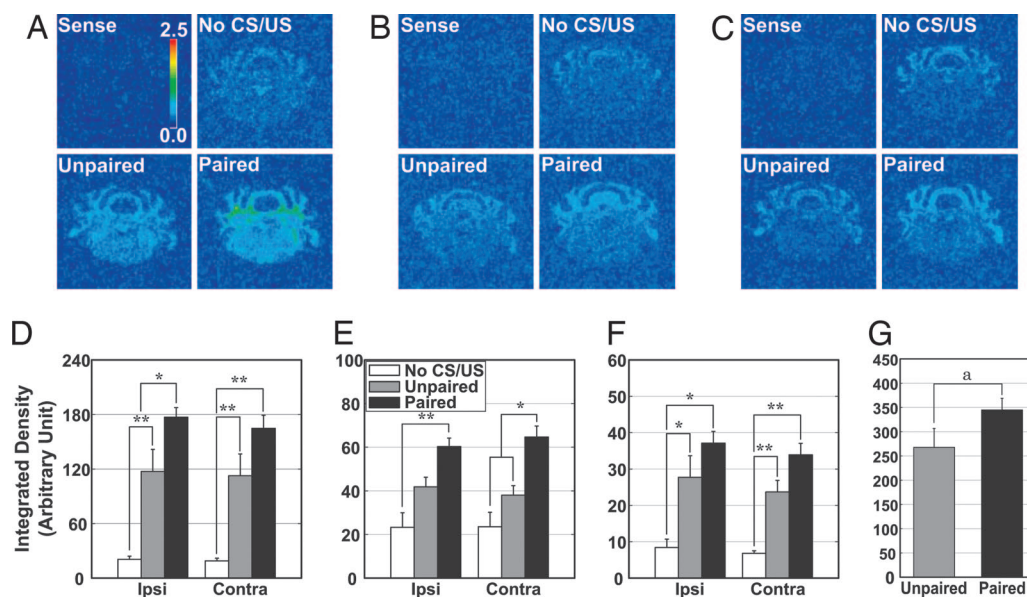 A
Sense
2.5
0.0
No CS/US
Unpaired
Paired
B
Sense
No CS/US
Unpaired
Paired
C
Sense
No CS/US
Unpaired
Paired
D
Integrated Density
(Arbitrary Unit)
240
180
120
60
0
*
**
**
**
Ipsi
Contra
E
100
80
60
40
20
0
No CS/US
Unpaired
Paired
**
*
Ipsi
Contra
F
60
50
40
30
20
10
0
*
*
**
**
Ipsi
Contra
G
450
400
350
300
250
200
150
100
50
0
a
Unpaired
Paired